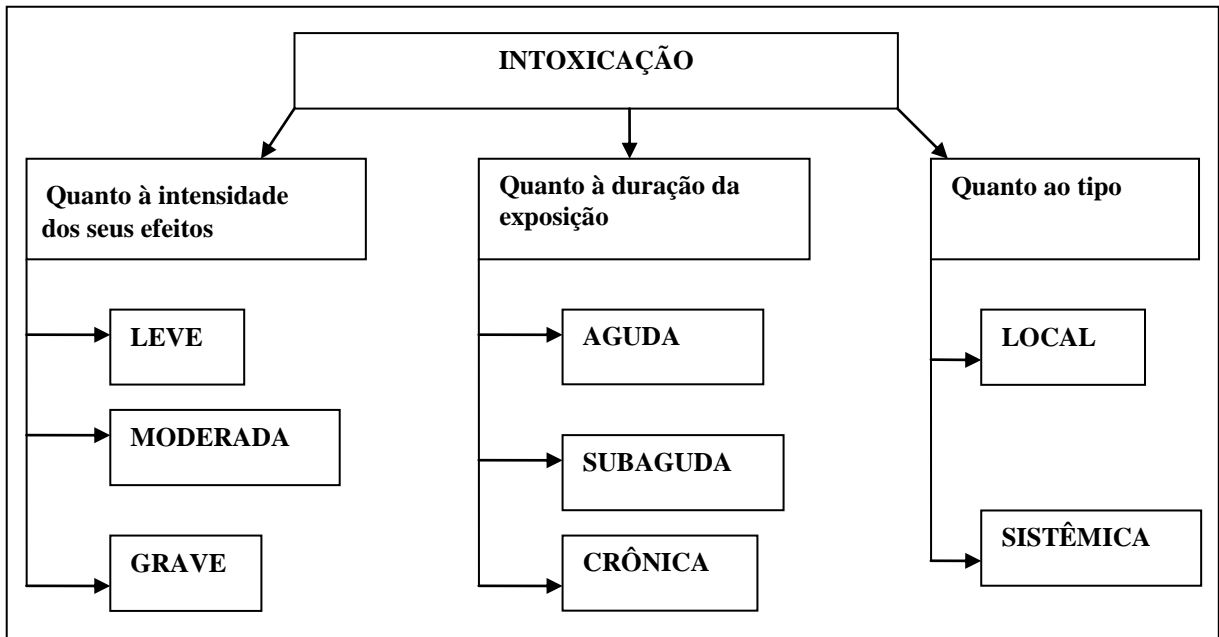 INTOXICAÇÃO
Quanto à intensidade
dos seus efeitos
LEVE
MODERADA
GRAVE
Quanto à duração da
exposição
AGUDA
SUBAGUDA
CRÔNICA
Quanto ao tipo
LOCAL
SISTÊMICA